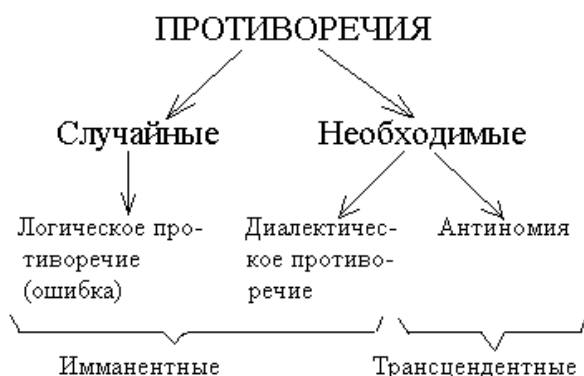 ПРОТИВОРЕЧИЯ
Случайные Необходимые
Логическое про- Диалектичес- Антиномия
тиворечие кое противо-
(ошибка) речие
Имманентные Трансцендентные